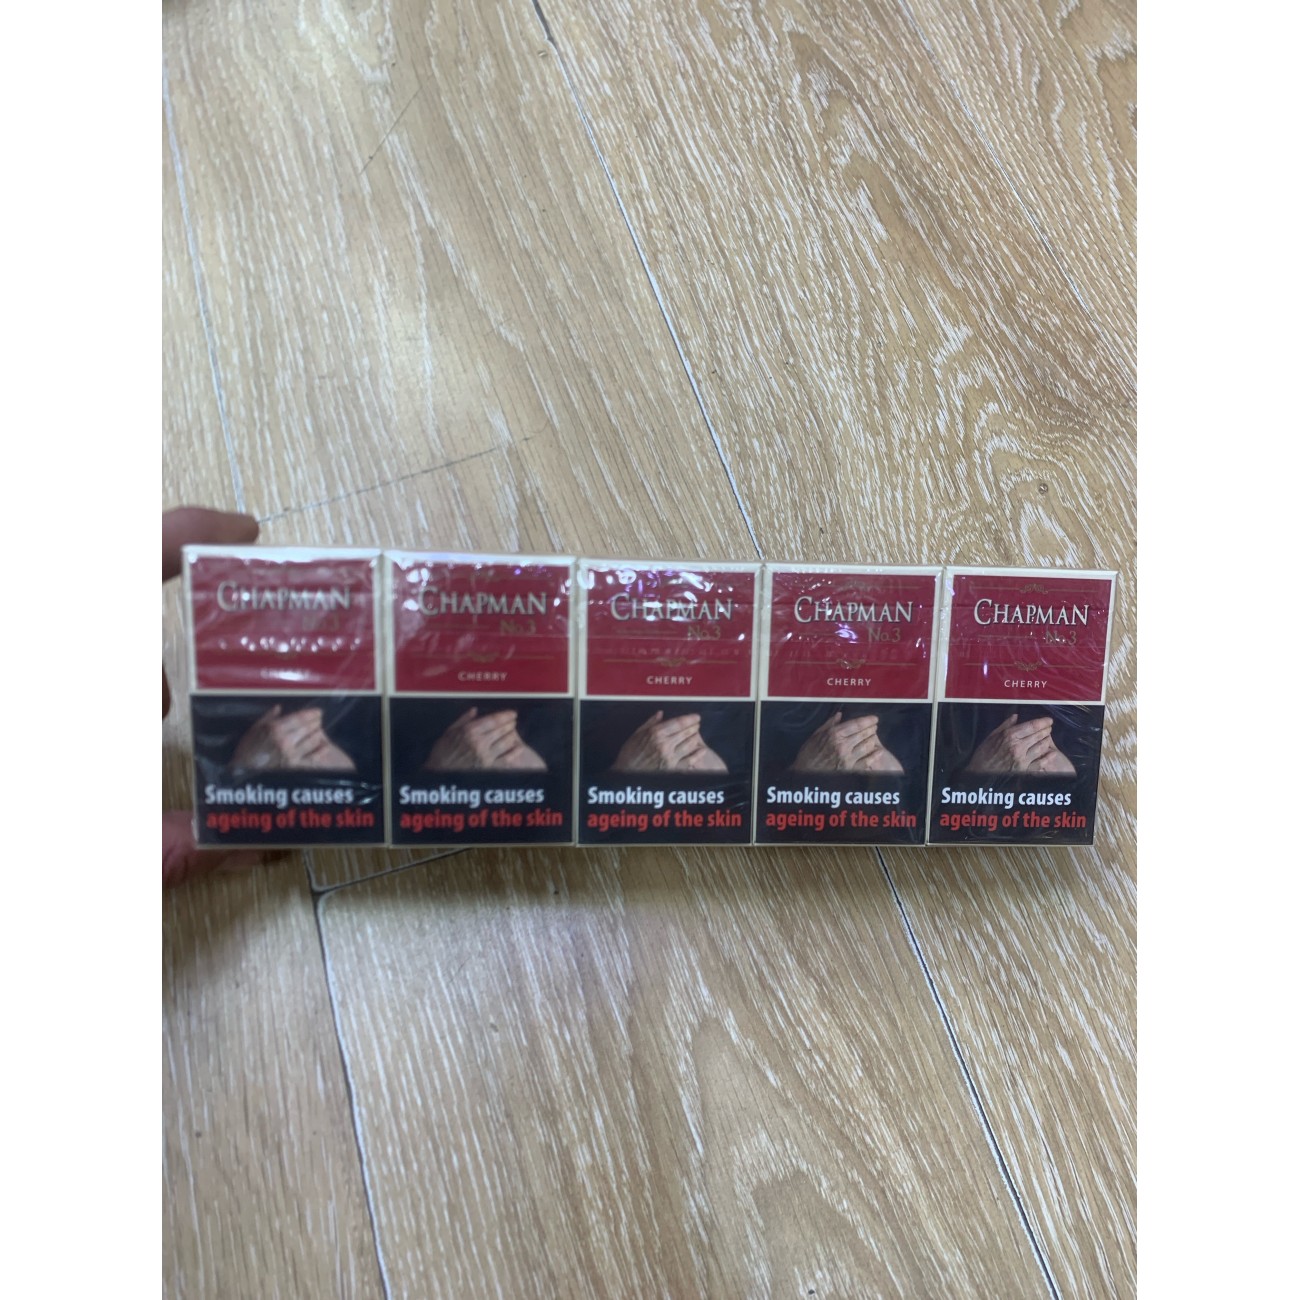 CHAPMAN
No.3
CHAPMAN
No.3
CHERRY
CHAPMAN
No.3
CHERRY
CHAPMAN
No.3
CHERRY
CHAPMAN
No.3
CHERRY
Smoking causes
ageing of the skin
Smoking causes
ageing of the skin
Smoking causes
ageing of the skin
Smoking causes
ageing of the skin
Smoking causes
ageing of the skin